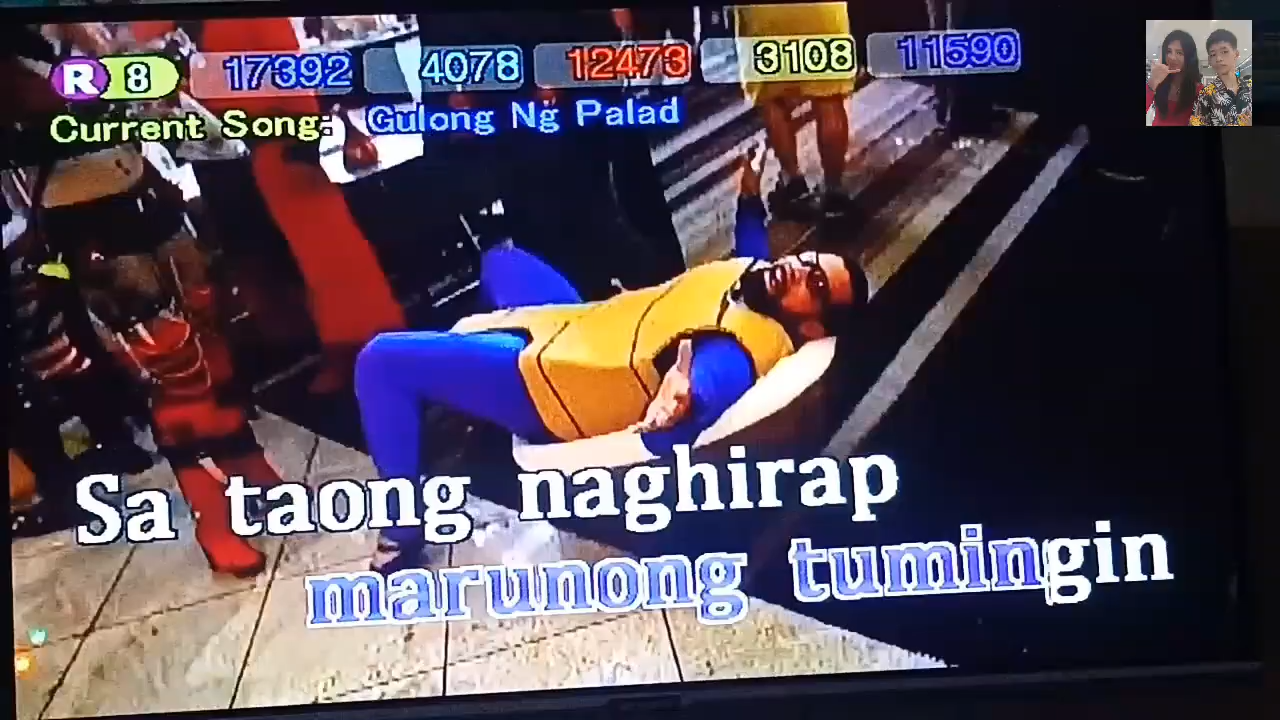 R 8 17392 4078 12473 3108 11590
Current Song: Gulong Ng Palad
Sa taong naghirap
marunong tumingin